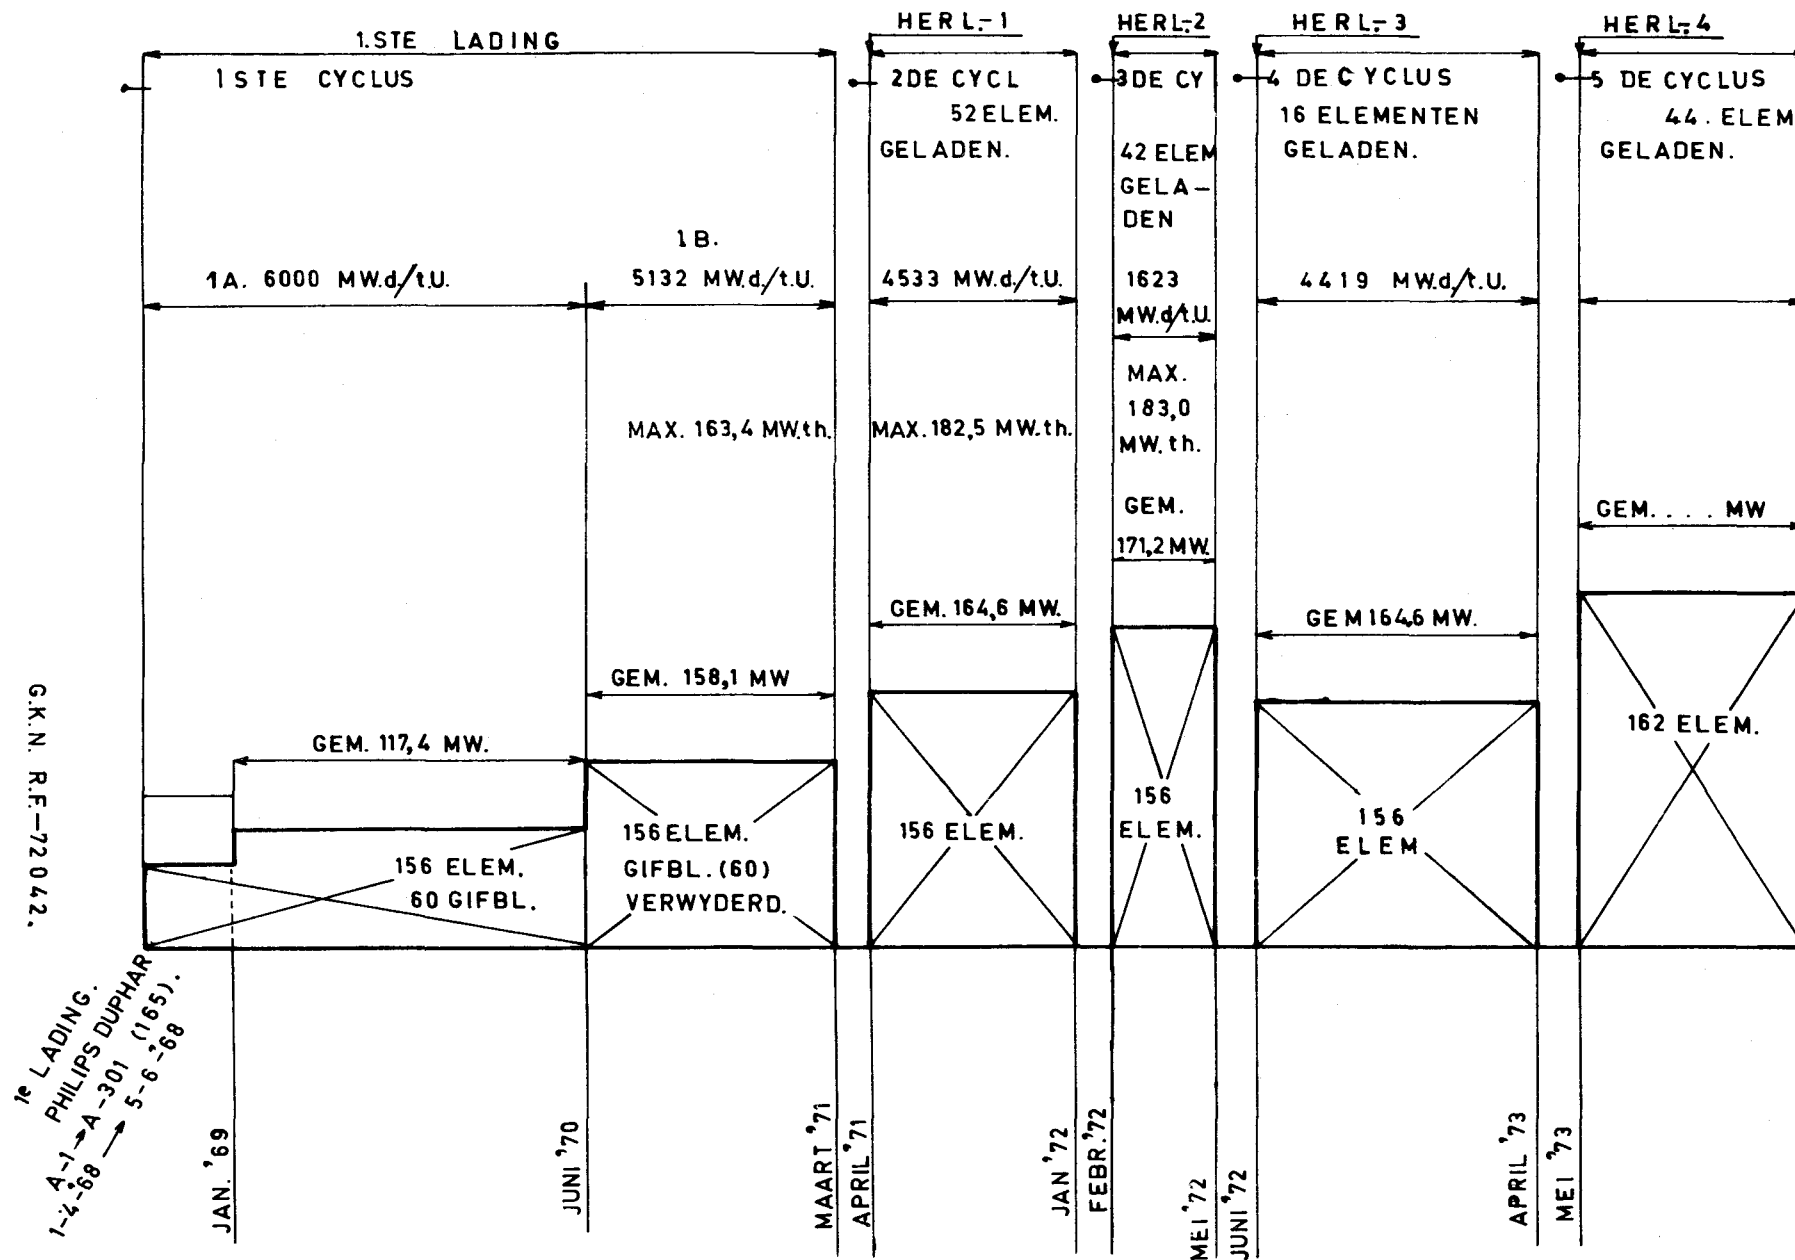 1.STE LADING
HERL.-1
HERL.-2
HERL.-3
HERL.-4
1STE CYCLUS
2DE CYCL
52 ELEM.
GELADEN.
3DE CY
42 ELEM
GELA-
DEN
4 DE CYCLUS
16 ELEMENTEN
GELADEN.
5 DE CYCLUS
44. ELEM
GELADEN.
1A. 6000 MW.d/t.U.
1B.
5132 MW.d/t.U.
4533 MW.d/t.U.
1623
MW.d/t.U.
4419 MW.d/t.U.
MAX. 163,4 MW.th.
MAX. 182,5 MW.th.
MAX.
183,0
MW.th.
GEM.
171,2 MW.
GEM. . . . MW
GEM. 117,4 MW.
GEM. 158,1 MW
GEM. 164,6 MW.
GEM 164,6 MW.
156 ELEM.
60 GIFBL.
156 ELEM.
GIFBL. (60)
VERWYDERD.
156 ELEM.
156
ELEM.
156
ELEM
162 ELEM.
G.K.N. R.F.-72042.
1e LADING.
PHILIPS DUPHAR
A-1→A-301 (165).
1-4-'68 → 5-6-'68
JAN. '69
JUNI '70
MAART '71
APRIL '71
JAN '72
FEBR. '72
MEI '72
JUNI '72
APRIL '73
MEI '73